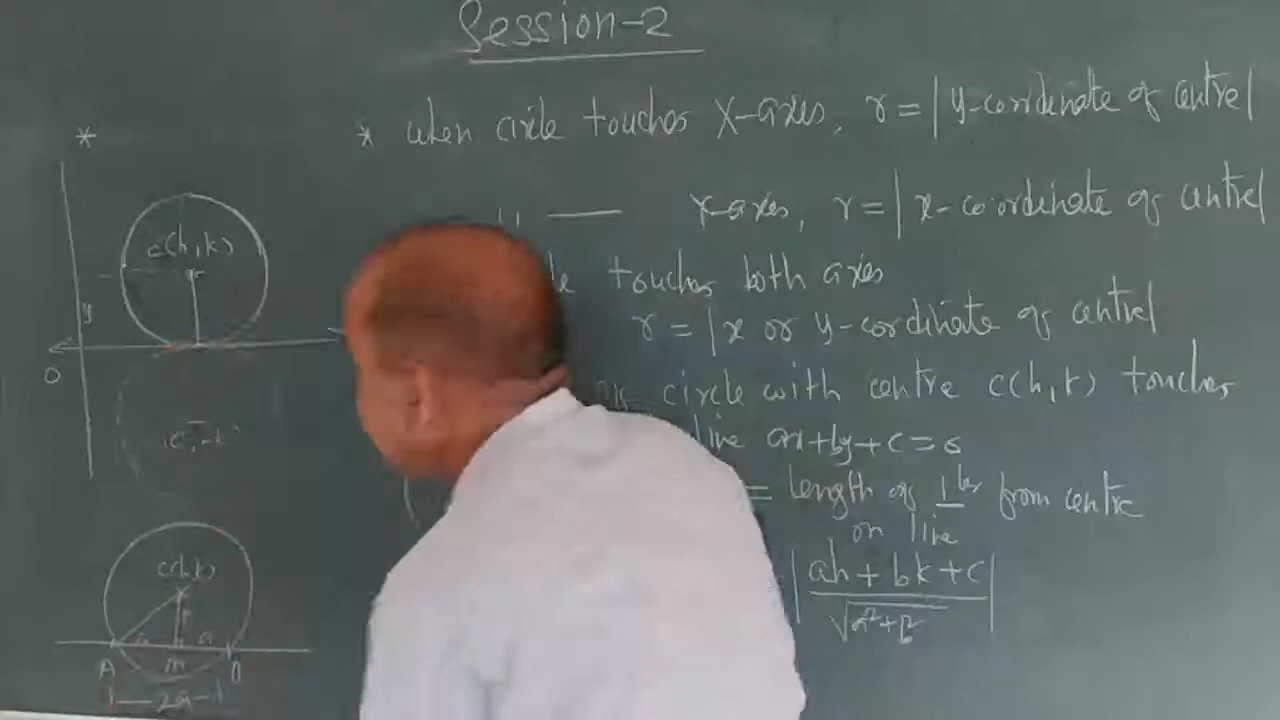 Session-2
*
* when circle touches X-axes, r = |y-coordinate of centre|
" —— Y-axes, r = |x-coordinate of centre|
touches both axes
r = |x or y-coordinate of centre|
circle with centre c(h,k) touches
line ax+by+c=0
= length of ⊥ler from centre
on line
|ah+bk+c|
√a²+b²
c(h,k)
O
c(h,k)
P
a a
A m B
2a